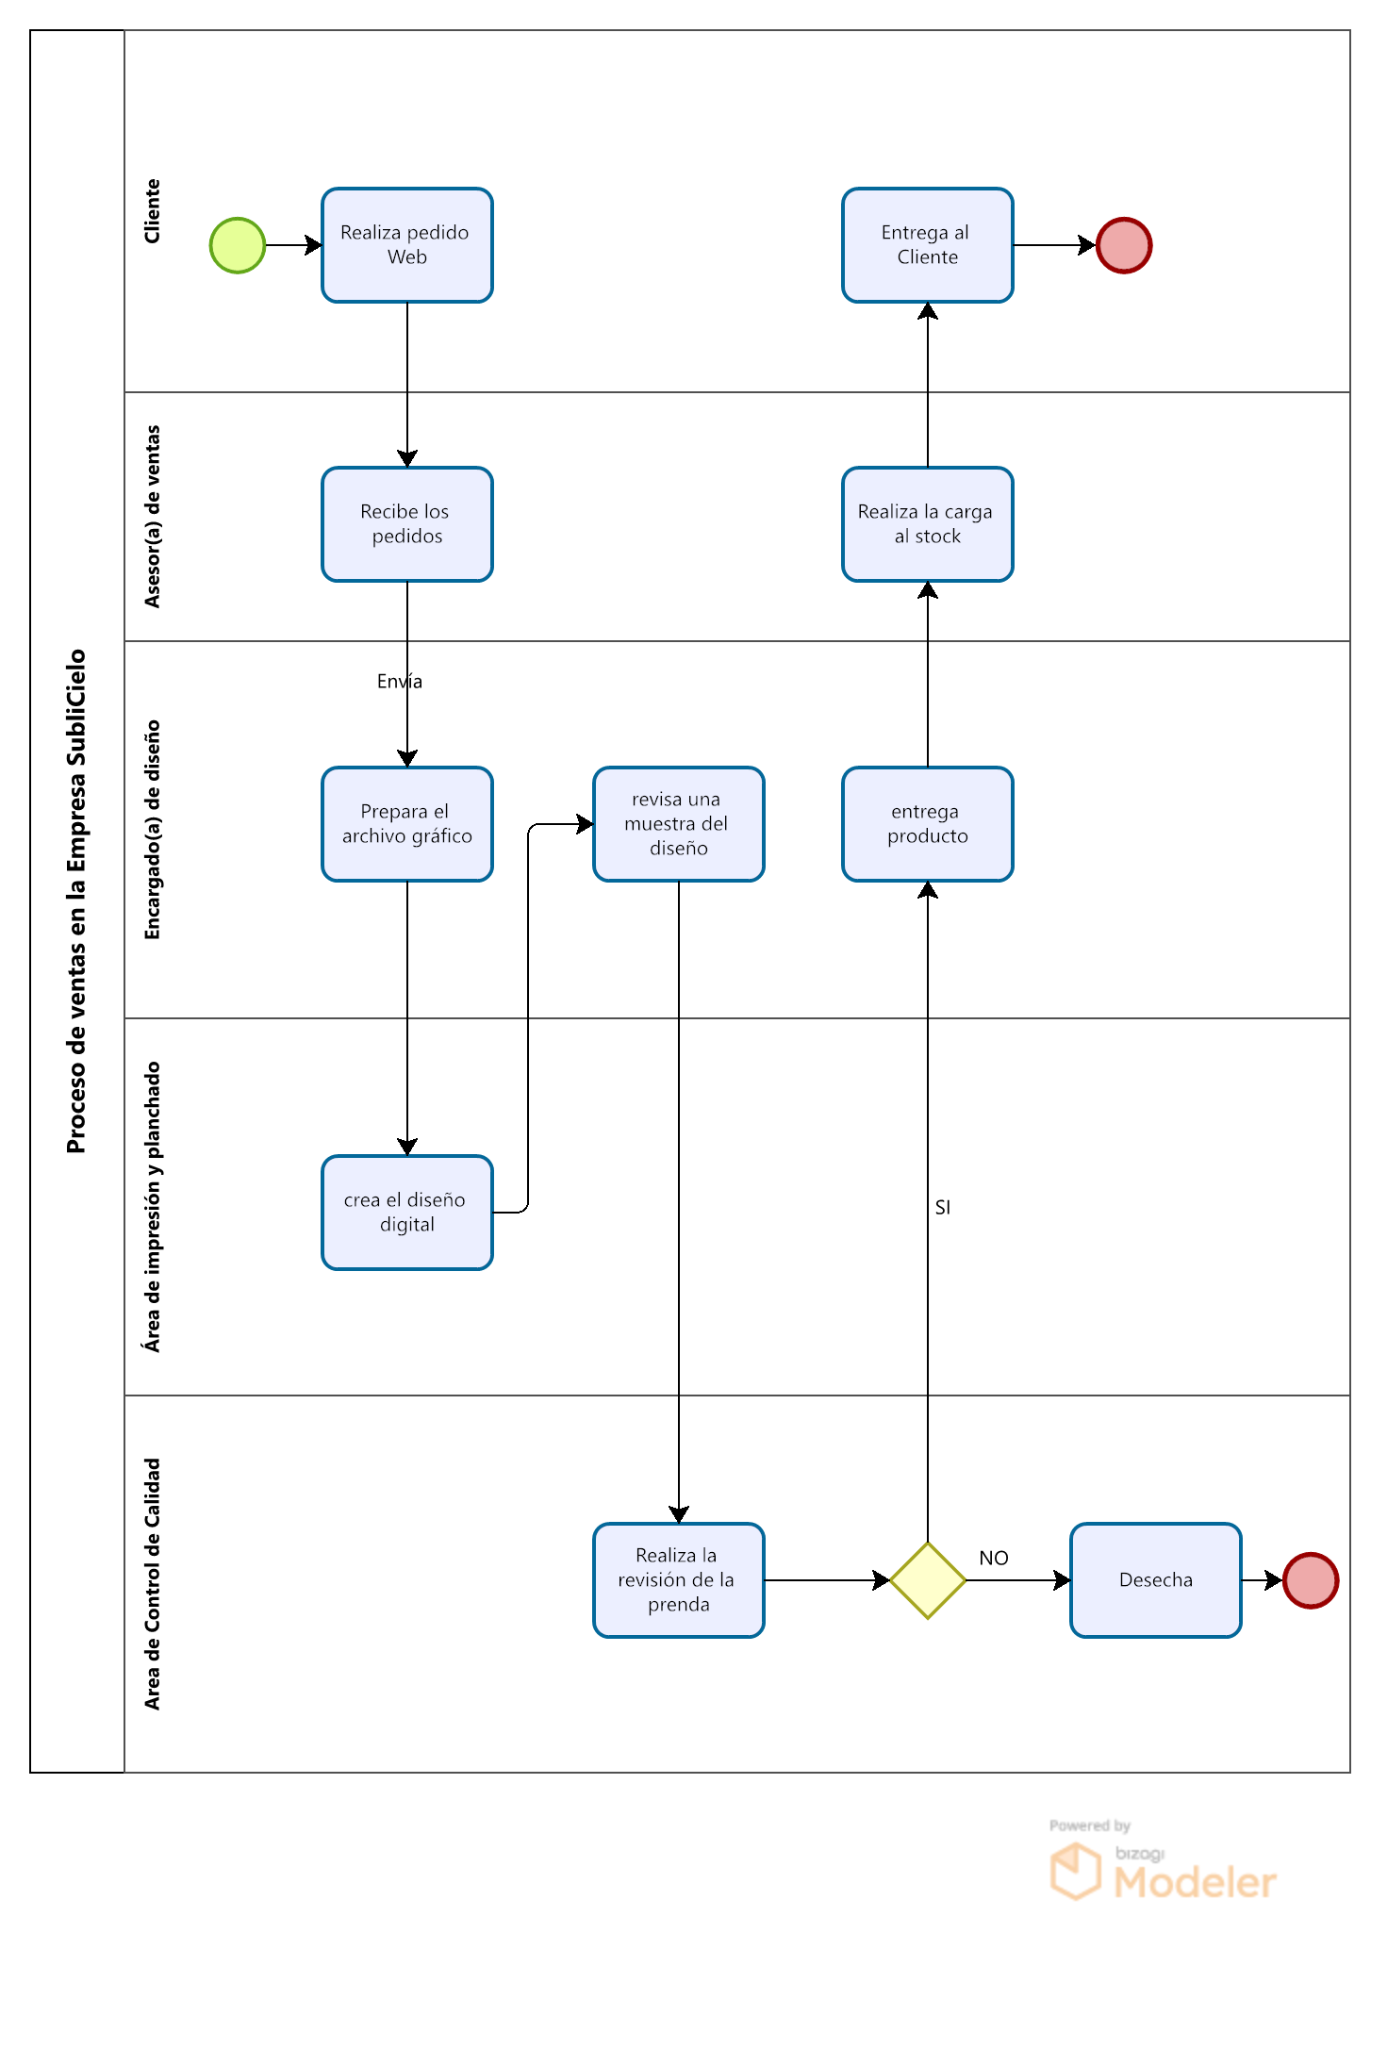 Proceso de ventas en la Empresa SubliCielo
Cliente
Realiza pedido
Web
Entrega al
Cliente
Asesor(a) de ventas
Recibe los
pedidos
Realiza la carga
al stock
Encargado(a) de diseño
Envía
Prepara el
archivo gráfico
revisa una
muestra del
diseño
entrega
producto
Área de impresión y planchado
crea el diseño
digital
SI
Area de Control de Calidad
Realiza la
revisión de la
prenda
NO
Desecha
Powered by
bizagi
Modeler